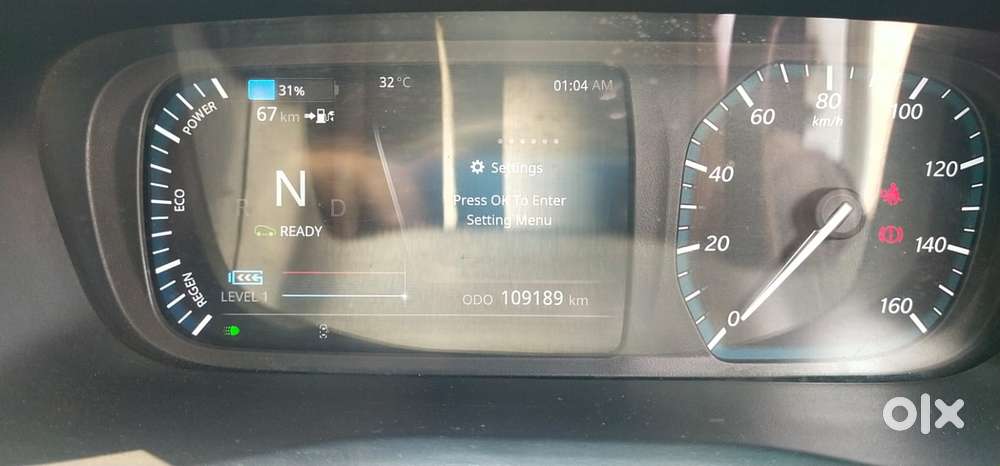 POWER
ECO
REGEN
31%
32 °C
01:04 AM
67 km
Settings
Press OK To Enter
Setting Menu
R N D
READY
LEVEL 1
ODO 109189 km
0
20
40
60
80
100
120
140
160
km/h
olx